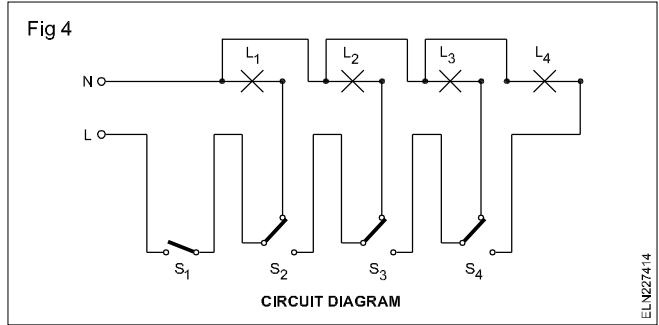 Fig 4
L1 L2 L3 L4
N
L
S1 S2 S3 S4
CIRCUIT DIAGRAM
ELN227414